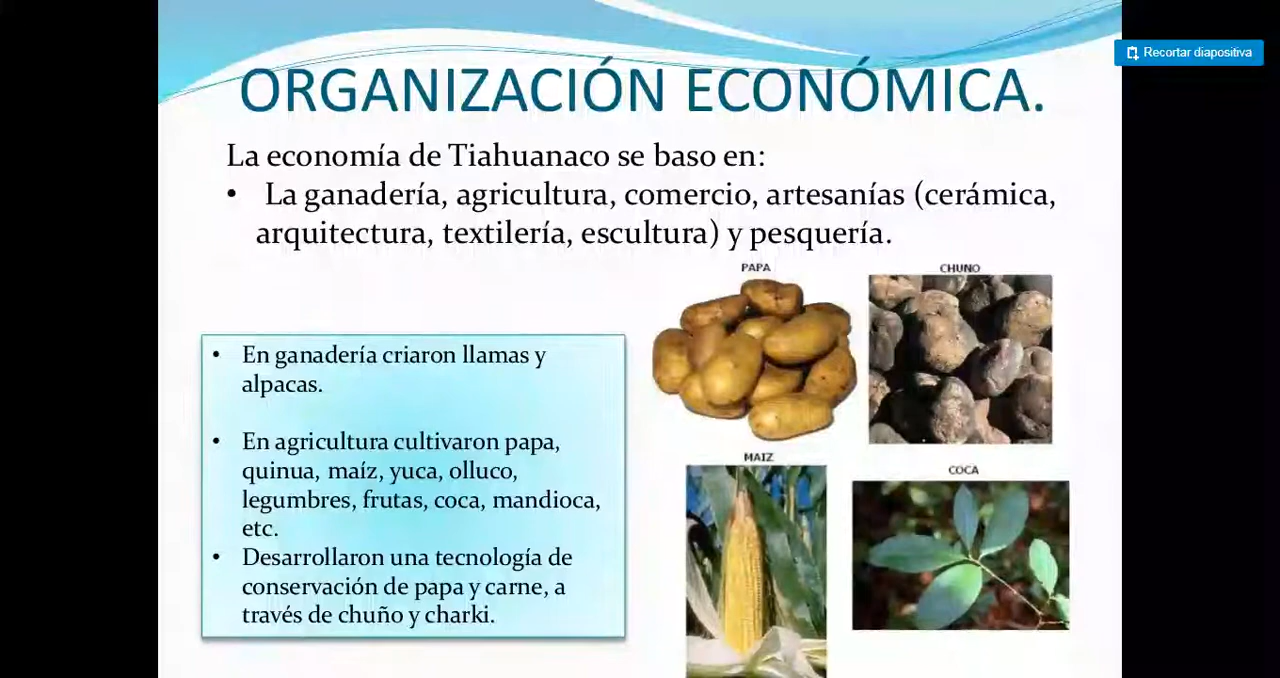 Recortar diapositiva
ORGANIZACIÓN ECONÓMICA.
La economía de Tiahuanaco se baso en:
• La ganadería, agricultura, comercio, artesanías (cerámica,
arquitectura, textilería, escultura) y pesquería.
• En ganadería criaron llamas y
alpacas.
• En agricultura cultivaron papa,
quinua, maíz, yuca, olluco,
legumbres, frutas, coca, mandioca,
etc.
• Desarrollaron una tecnología de
conservación de papa y carne, a
través de chuño y charki.
PAPA
CHUNO
MAIZ
COCA